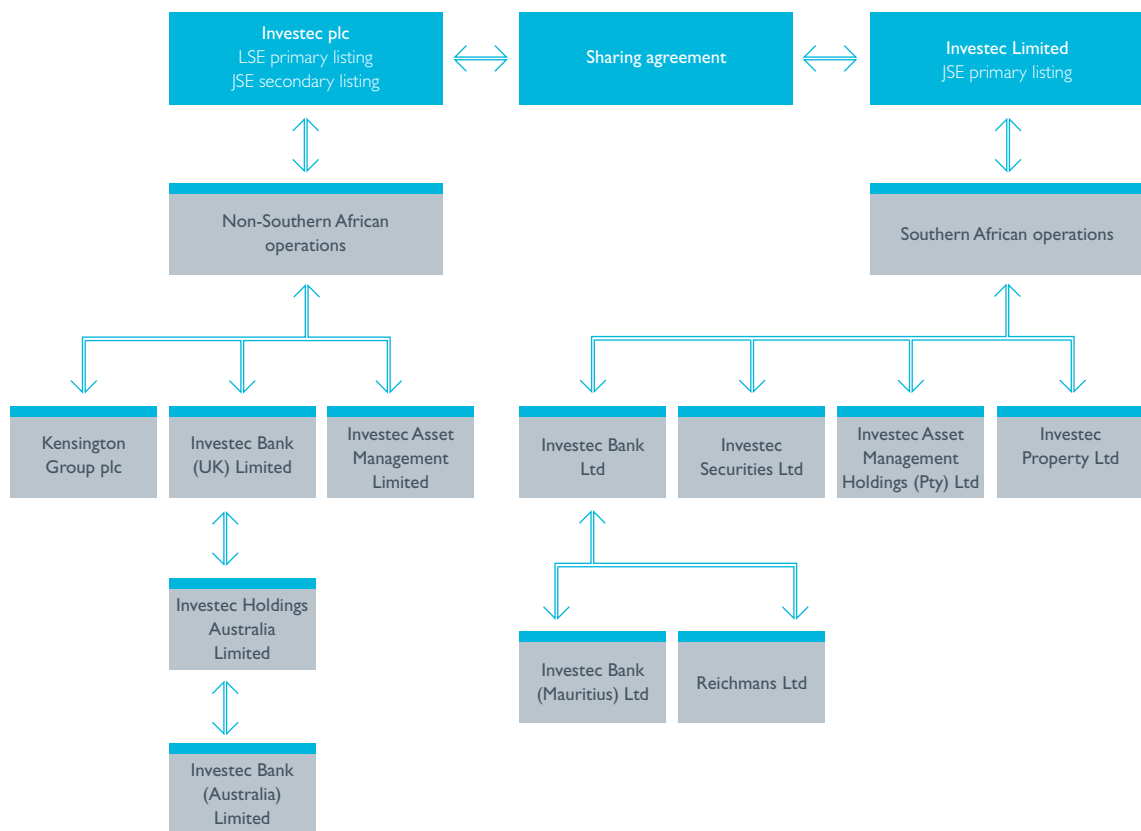 Investec plc
LSE primary listing
JSE secondary listing
Sharing agreement
Investec Limited
JSE primary listing
Non-Southern African
operations
Southern African operations
Kensington
Group plc
Investec Bank
(UK) Limited
Investec Asset
Management
Limited
Investec Bank
Ltd
Investec
Securities Ltd
Investec Asset
Management
Holdings (Pty) Ltd
Investec
Property Ltd
Investec Holdings
Australia
Limited
Investec Bank
(Mauritius) Ltd
Reichmans Ltd
Investec Bank
(Australia)
Limited